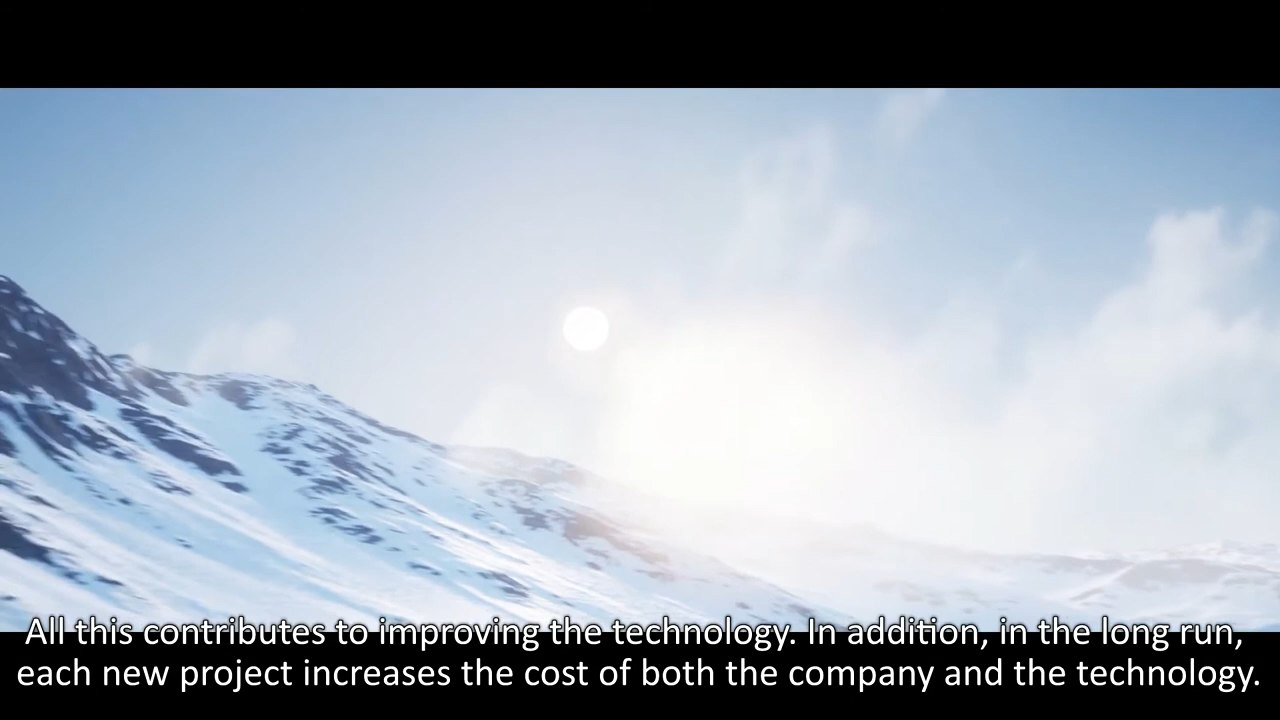 All this contributes to improving the technology. In addition, in the long run,
each new project increases the cost of both the company and the technology.